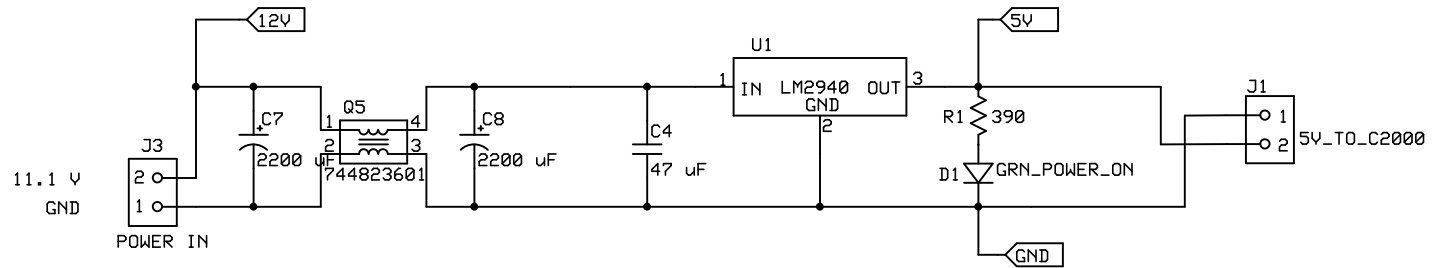 12V
5V
U1
1
IN
LM2940
OUT
3
GND
2
J1
1
2
5V_TO_C2000
C7
2200 uF
Q5
1
4
2
3
744823601
C8
2200 uF
C4
47 uF
R1
390
D1
GRN_POWER_ON
J3
11.1 V
2
GND
1
POWER IN
GND